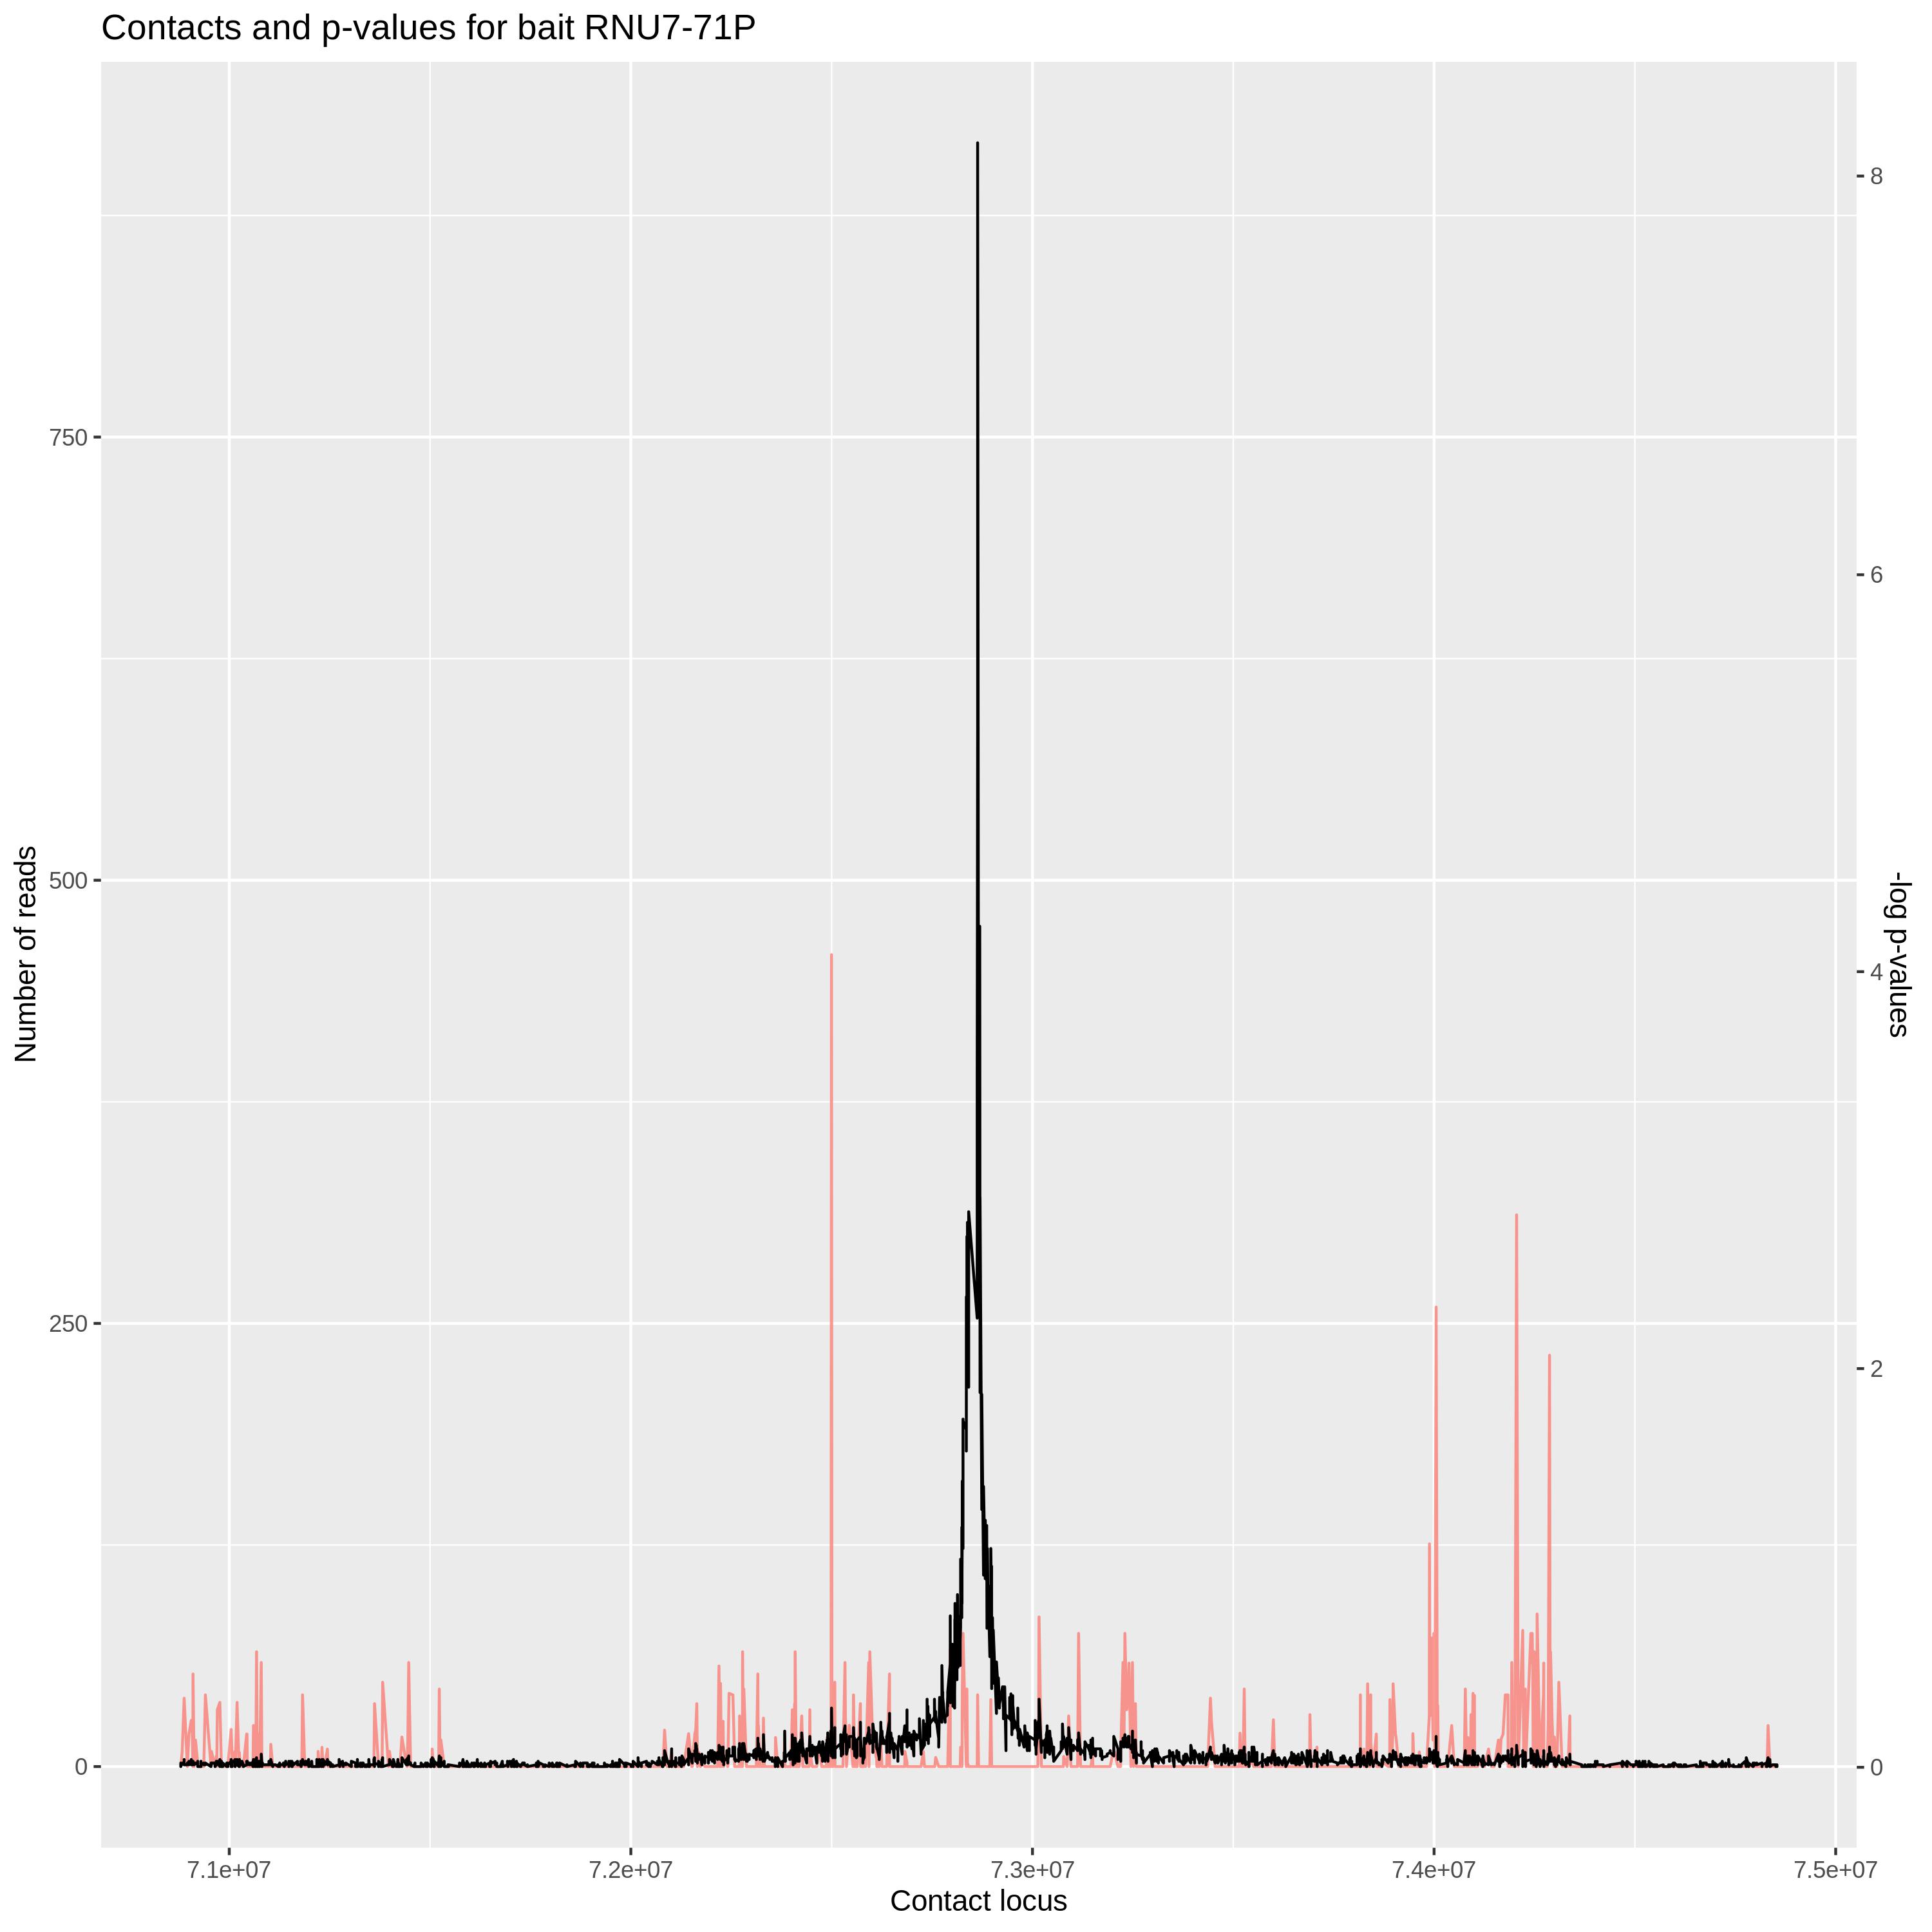 Contacts and p-values for bait RNU7-71P
Number of reads
750
500
250
0
8
6
4
2
0
-log p-values
7.1e+07
7.2e+07
7.3e+07
7.4e+07
7.5e+07
Contact locus